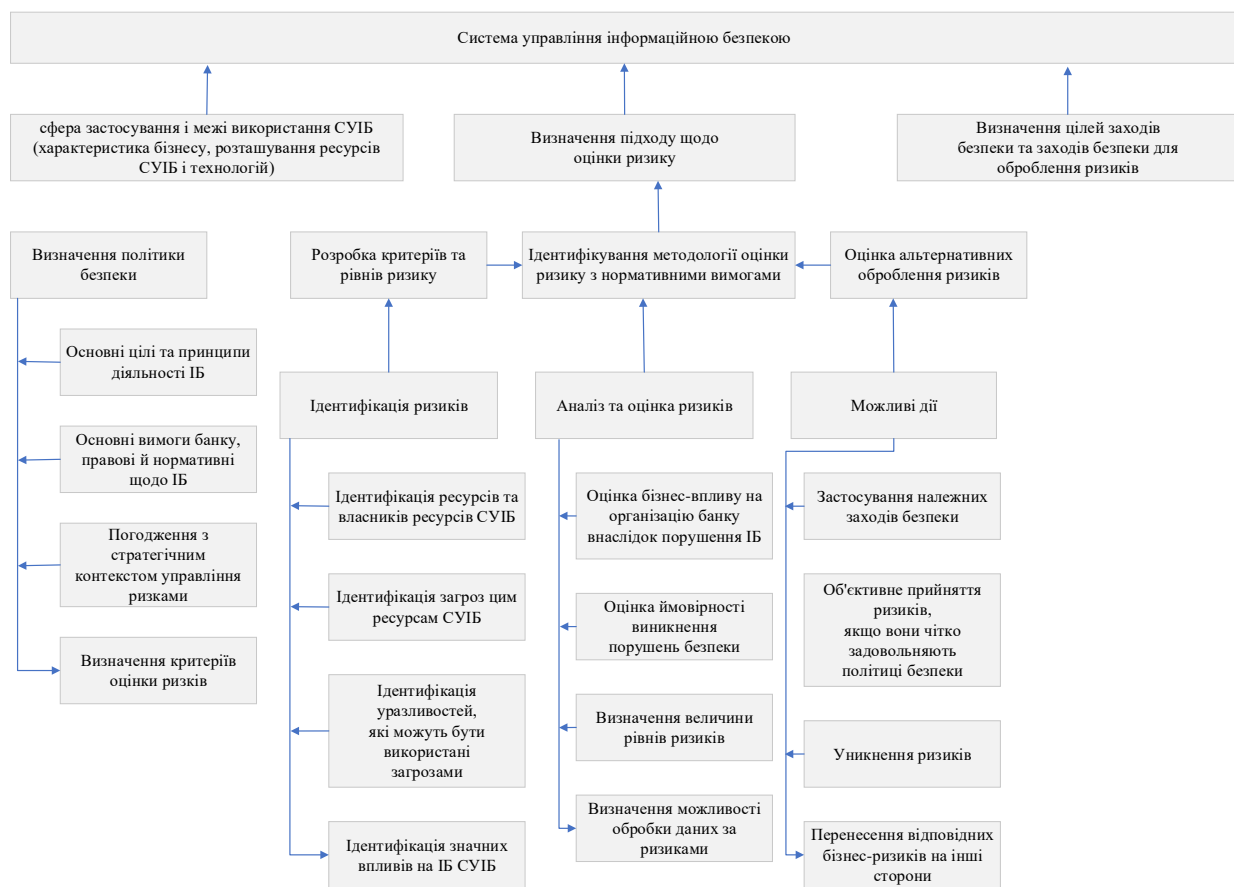 Система управління інформаційною безпекою
сфера застосування і межі використання СУІБ
(характеристика бізнесу, розташування ресурсів
СУІБ і технологій)
Визначення підходу щодо
оцінки ризику
Визначення цілей заходів
безпеки та заходів безпеки для
оброблення ризиків
Визначення політики
безпеки
Розробка критеріїв та
рівнів ризику
Ідентифікування методології оцінки
ризику з нормативними вимогами
Оцінка альтернативних
оброблення ризиків
Основні цілі та принципи
діяльності ІБ
Основні вимоги банку,
правові й нормативні
щодо ІБ
Погодження з
стратегічним
контекстом управління
ризками
Визначення критеріїв
оцінки ризків
Ідентифікація ризиків
Ідентифікація ресурсів та
власників ресурсів СУІБ
Ідентифікація загроз цим
ресурсам СУІБ
Ідентифікація
уразливостей,
які можуть бути
використані
загрозами
Ідентифікація значних
впливів на ІБ СУІБ
Аналіз та оцінка ризиків
Оцінка бізнес-впливу на
організацію банку
внаслідок порушення ІБ
Оцінка ймовірності
виникнення
порушень безпеки
Визначення величини
рівнів ризиків
Визначення можливості
обробки даних за
ризиками
Можливі дії
Застосування належних
заходів безпеки
Об'єктивне прийняття
ризиків,
якщо вони чітко
задовольняють
політиці безпеки
Уникнення ризиків
Перенесення відповідних
бізнес-ризиків на інші
сторони